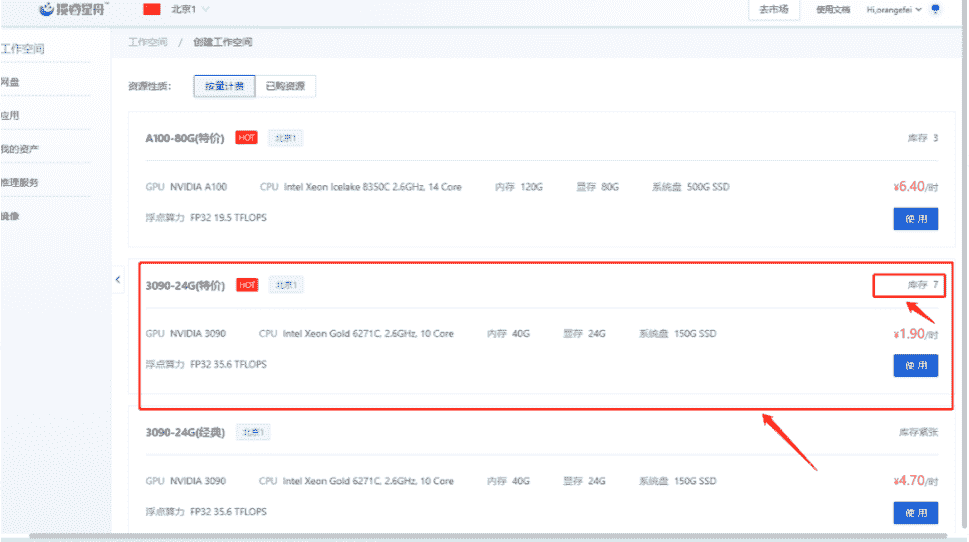 揽睿星舟 北京1 去市场 使用文档 Hi,orangefei
工作空间 / 创建工作空间
工作空间
网盘
应用
我的资产
推理服务
镜像
资源性质: 按量计费 已购资源
A100-80G(特价) HOT 北京1 库存 3
GPU NVIDIA A100 CPU Intel Xeon Icelake 8350C 2.6GHz, 14 Core 内存 120G 显存 80G 系统盘 500G SSD ¥6.40/时
浮点算力 FP32 19.5 TFLOPS 使 用
3090-24G(特价) HOT 北京1 库存 7
GPU NVIDIA 3090 CPU Intel Xeon Gold 6271C, 2.6GHz, 10 Core 内存 40G 显存 24G 系统盘 150G SSD ¥1.90/时
浮点算力 FP32 35.6 TFLOPS 使 用
3090-24G(经典) 北京1 库存紧张
GPU NVIDIA 3090 CPU Intel Xeon Gold 6271C, 2.6GHz, 10 Core 内存 40G 显存 24G 系统盘 150G SSD ¥4.70/时
浮点算力 FP32 35.6 TFLOPS 使 用